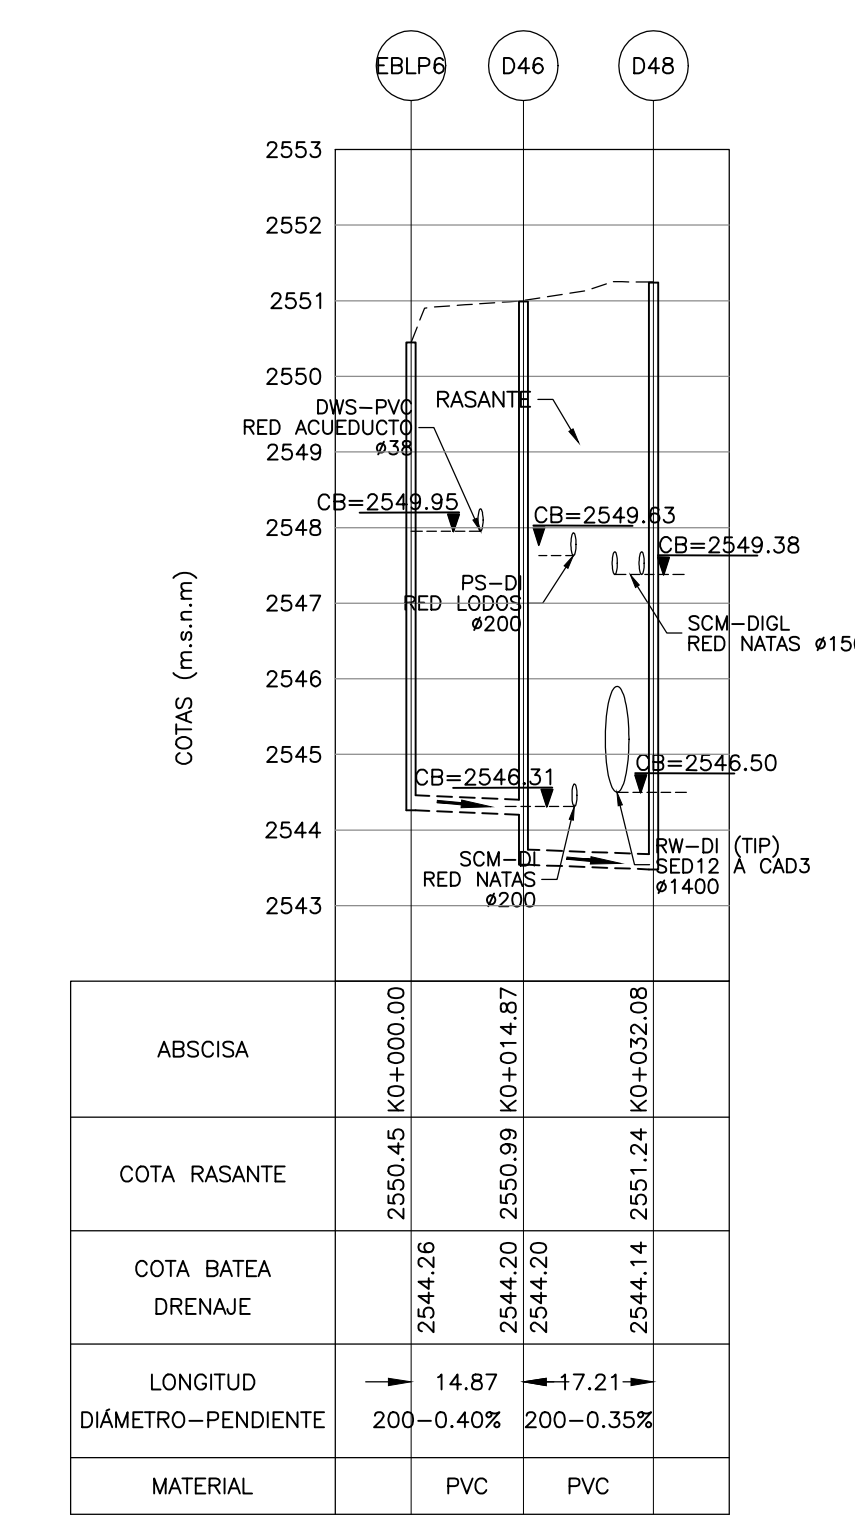 EBLP6 D46 D48
2553
2552
2551
2550
2549
2548
2547
2546
2545
2544
2543
COTAS (m.s.n.m)
RASANTE
DWS-PVC
RED ACUEDUCTO
ø38
CB=2549.95
CB=2549.63
CB=2549.38
PS-DI
RED LODOS
ø200
SCM-DIGL
RED NATAS
CB=2546.31
CB=2546.50
SCM-DI
RED NATAS
ø200
RW-DI (TIP)
SED12 A CAD3
ø1400
ABSCISA K0+000.00 K0+014.87 K0+032.08
COTA RASANTE 2550.45 2550.99 2551.24
COTA BATEA
DRENAJE
2544.26 2544.20 2544.20 2544.14
LONGITUD 14.87 17.21
DIÁMETRO-PENDIENTE 200-0.40% 200-0.35%
MATERIAL PVC PVC